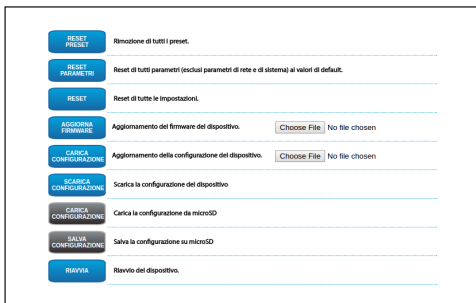 RESET
PRESET
Rimozione di tutti i preset.
RESET
PARAMETRI
Reset di tutti parametri (esclusi parametri di rete e di sistema) ai valori di default.
RESET
Reset di tutte le impostazioni.
AGGIORNA
FIRMWARE
Aggiornamento del firmware del dispositivo.
Choose File No file chosen
CARICA
CONFIGURAZIONE
Aggiornamento della configurazione del dispositivo.
Choose File No file chosen
SCARICA
CONFIGURAZIONE
Scarica la configurazione del dispositivo
CARICA
CONFIGURAZIONE
Carica la configurazione da microSD
SALVA
CONFIGURAZIONE
Salva la configurazione su microSD
RIAVVIA
Riavvio del dispositivo.